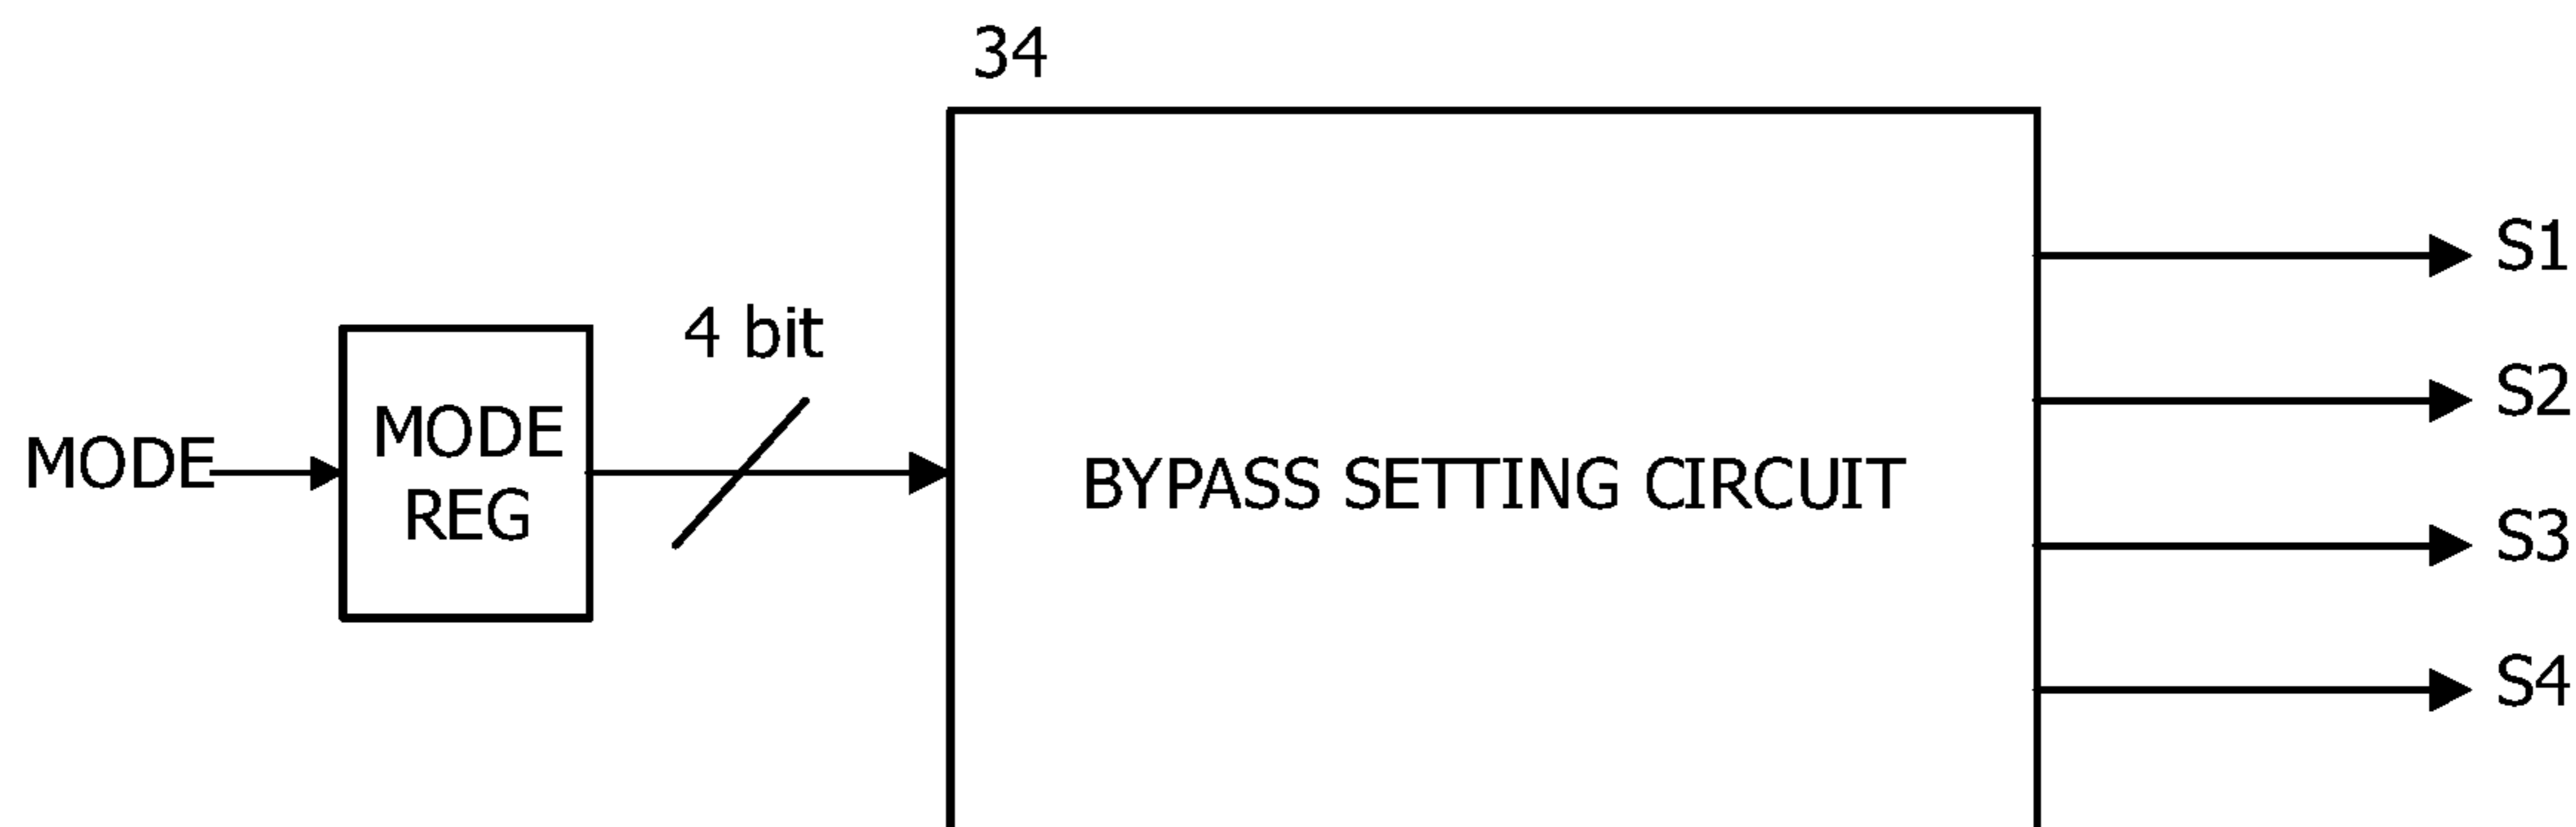 34
S1
4 bit
S2
MODE
MODE
REG
BYPASS SETTING CIRCUIT
S3
S4